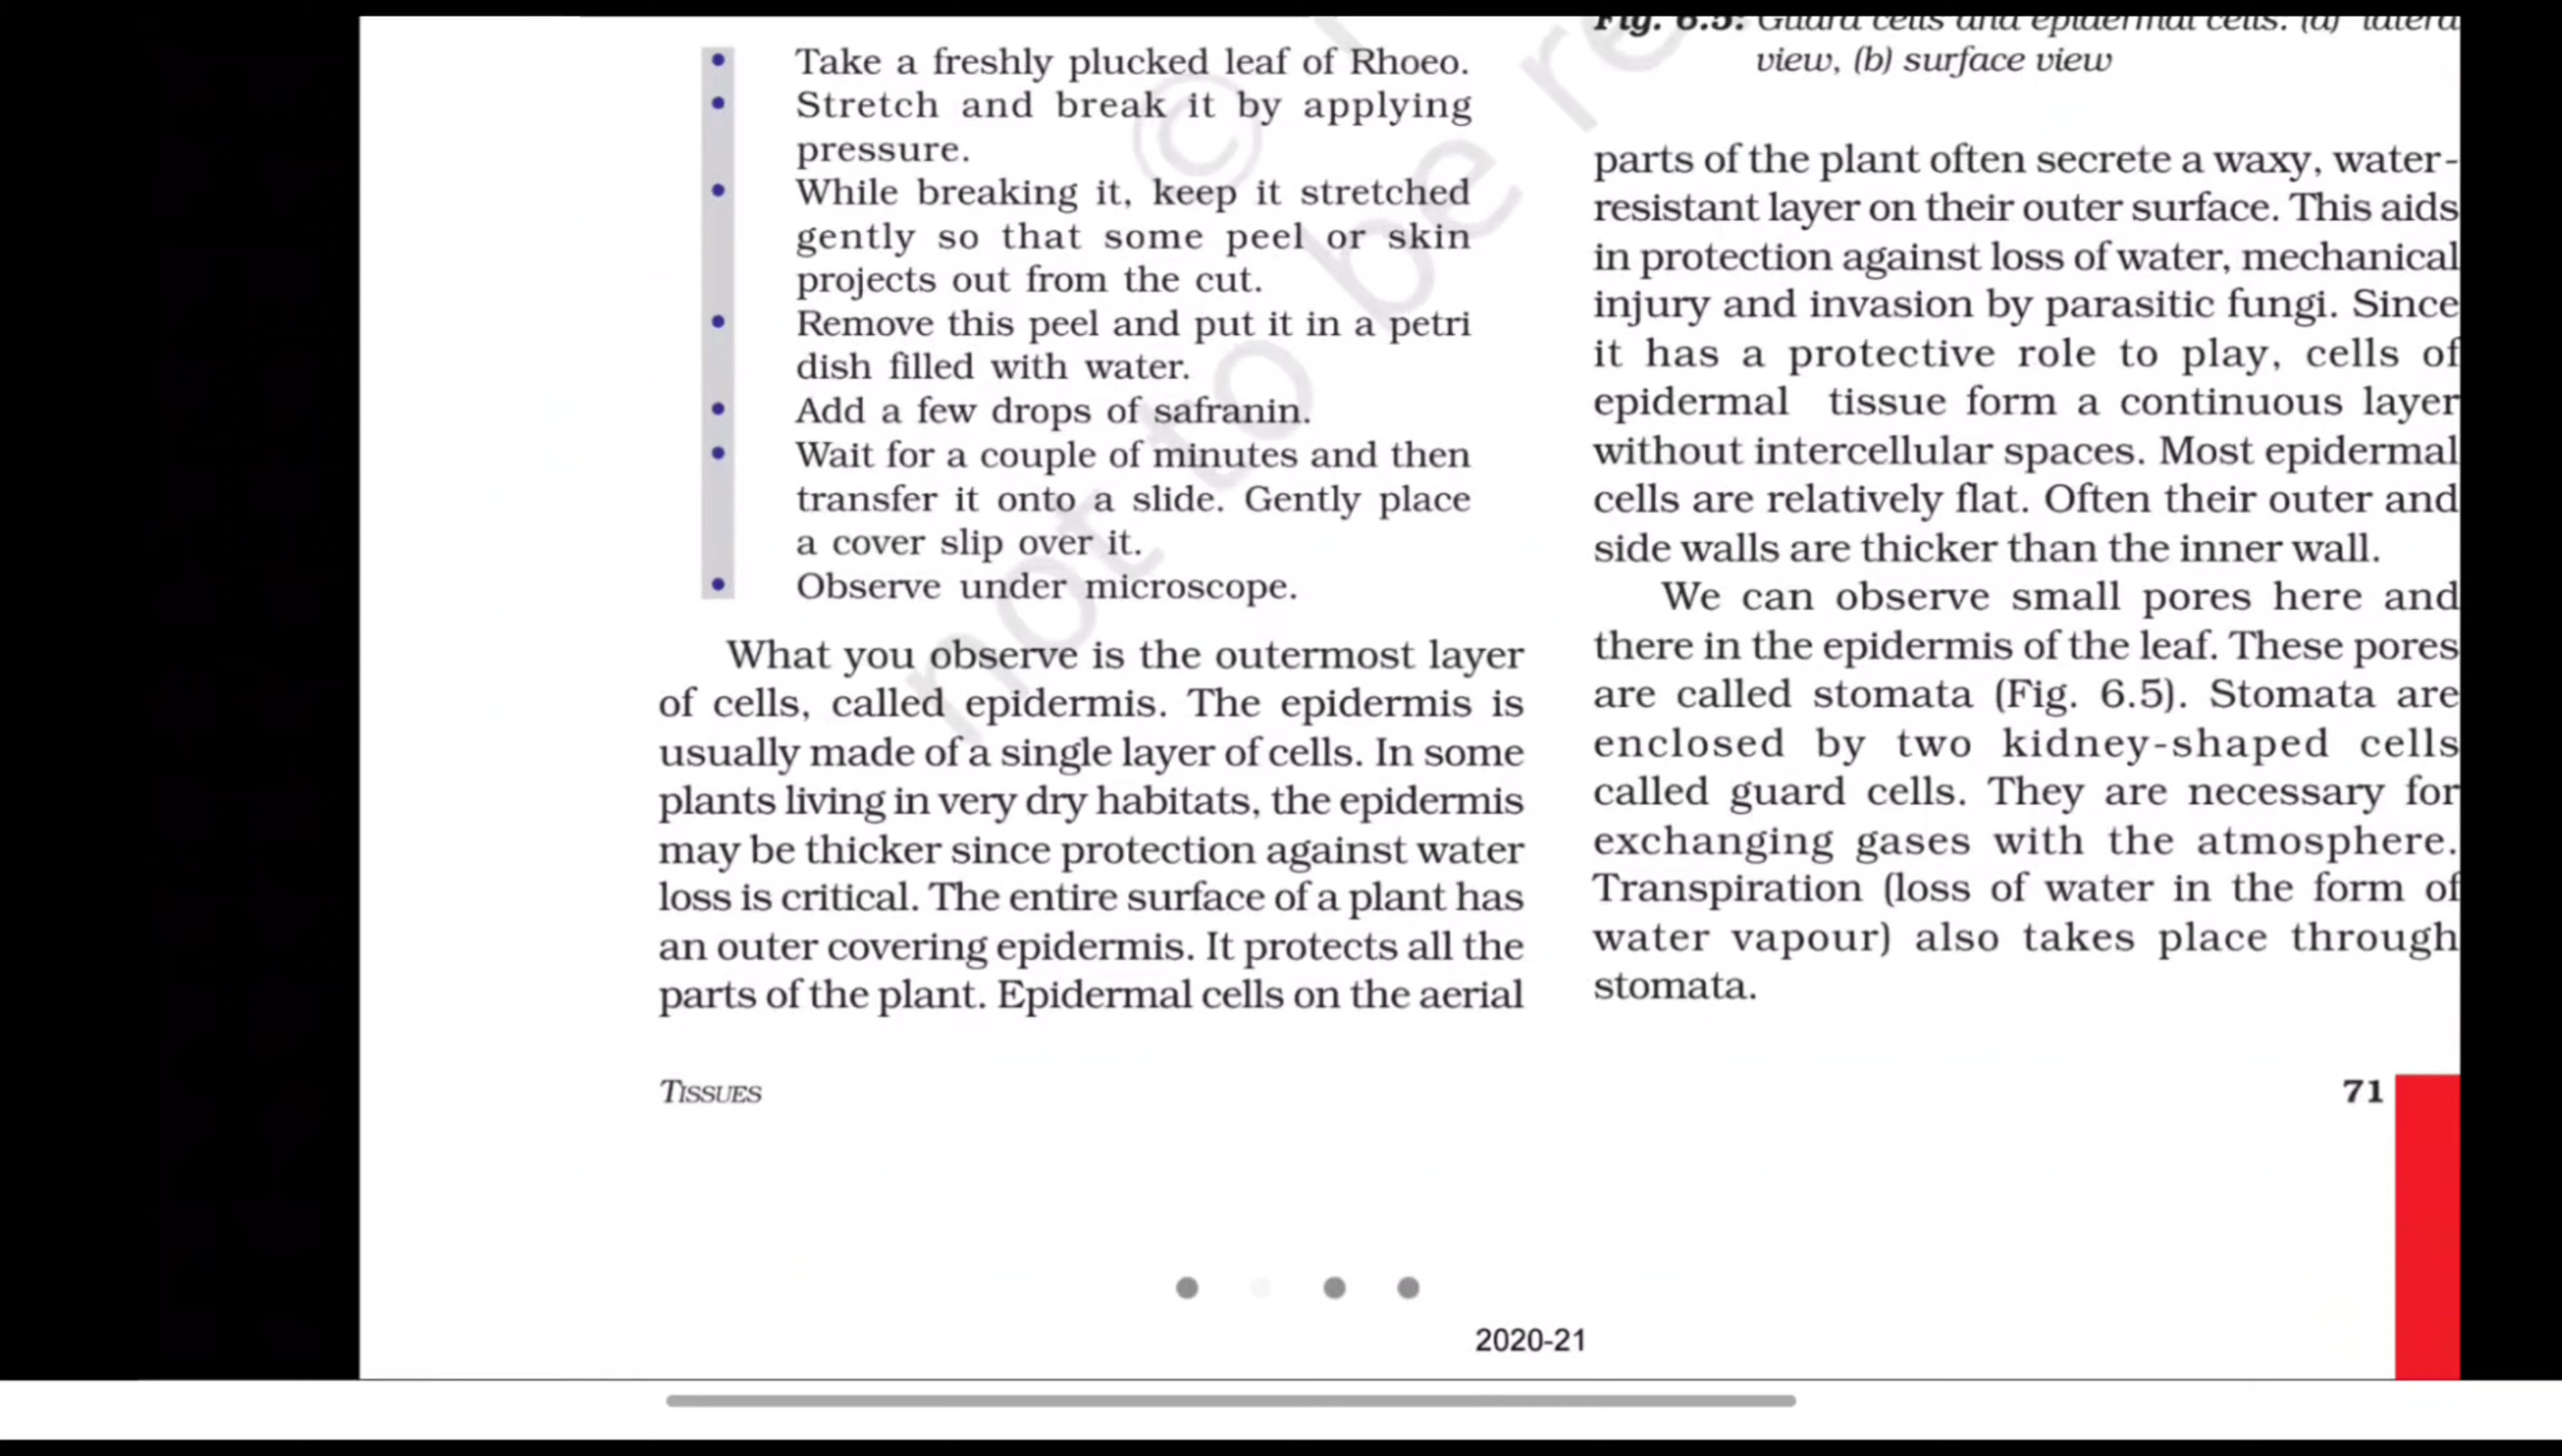 • Take a freshly plucked leaf of Rhoeo.
• Stretch and break it by applying
pressure.
• While breaking it, keep it stretched
gently so that some peel or skin
projects out from the cut.
• Remove this peel and put it in a petri
dish filled with water.
• Add a few drops of safranin.
• Wait for a couple of minutes and then
transfer it onto a slide. Gently place
a cover slip over it.
• Observe under microscope.
What you observe is the outermost layer
of cells, called epidermis. The epidermis is
usually made of a single layer of cells. In some
plants living in very dry habitats, the epidermis
may be thicker since protection against water
loss is critical. The entire surface of a plant has
an outer covering epidermis. It protects all the
parts of the plant. Epidermal cells on the aerial
Fig. 6.5: Guard cells and epidermal cells: (a) latera
view, (b) surface view
parts of the plant often secrete a waxy, water-
resistant layer on their outer surface. This aids
in protection against loss of water, mechanical
injury and invasion by parasitic fungi. Since
it has a protective role to play, cells of
epidermal tissue form a continuous layer
without intercellular spaces. Most epidermal
cells are relatively flat. Often their outer and
side walls are thicker than the inner wall.
We can observe small pores here and
there in the epidermis of the leaf. These pores
are called stomata (Fig. 6.5). Stomata are
enclosed by two kidney-shaped cells
called guard cells. They are necessary for
exchanging gases with the atmosphere.
Transpiration (loss of water in the form of
water vapour) also takes place through
stomata.
©
not to be re
TISSUES
71
2020-21